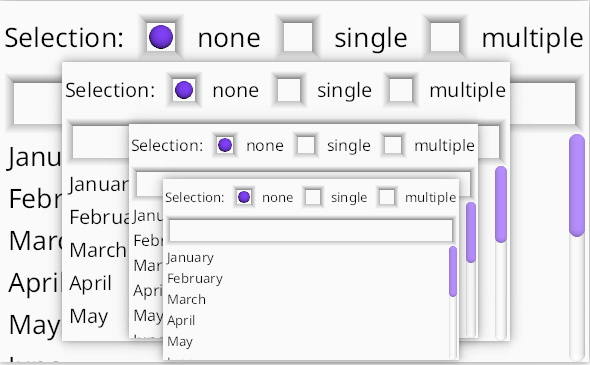 Selection: none single multiple
Selection: none single multiple
Selection: none single multiple
Selection: none single multiple
Janu
Febr
Marc
April
May
Januar
Februa
March
April
May
Janu
Febr
Mar
Apri
May
January
February
March
April
May